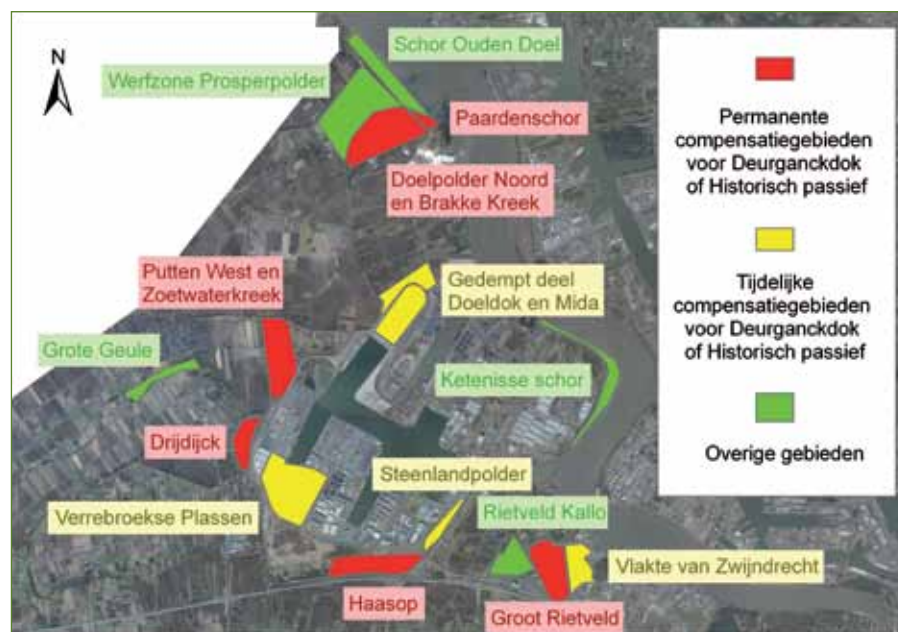 N
Schor Ouden Doel
Werfzone Prosperpolder
Paardenschor
Doelpolder Noord
en Brakke Kreek
Putten West en
Zoetwaterkreek
Gedempt deel
Doeldok en Mida
Grote Geule
Ketenisse schor
Drijdijck
Steenlandpolder
Verrebroekse Plassen
Rietveld Kallo
Vlakte van Zwijndrecht
Haasop
Groot Rietveld
Permanente
compensatiegebieden
voor Deurganckdok
of Historisch passief
Tijdelijke
compensatiegebieden
voor Deurganckdok
of Historisch passief
Overige gebieden